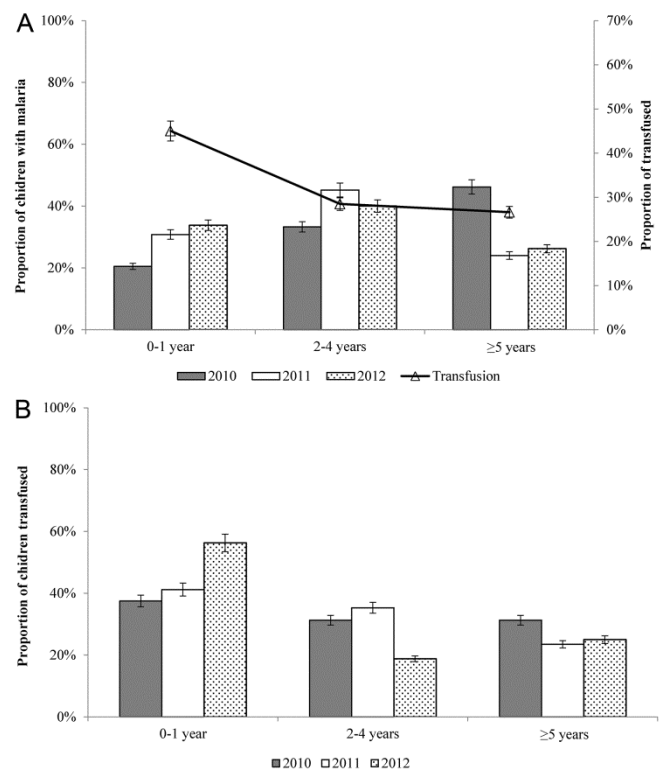 A
100%
80%
60%
40%
20%
0%
Proportion of chidren with malaria
70%
60%
50%
40%
30%
20%
10%
0%
Proportion of transfused
0-1 year 2-4 years ≥5 years
2010 2011 2012 Transfusion
B
100%
80%
60%
40%
20%
0%
Proportion of chidren transfused
0-1 year 2-4 years ≥5 years
2010 2011 2012